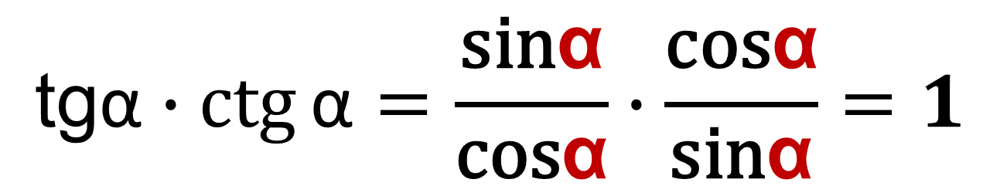 tgα · ctg α = sinα/cosα · cosα/sinα = 1